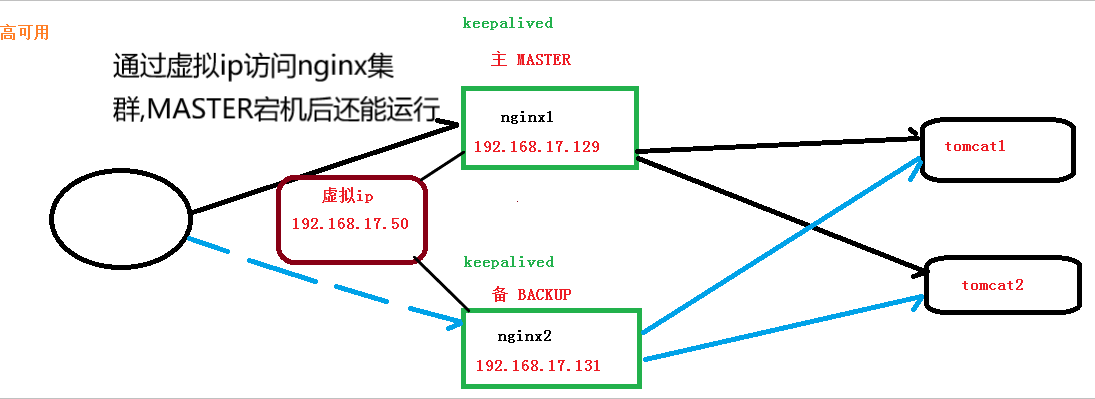 高可用
通过虚拟ip访问nginx集
群,MASTER宕机后还能运行
keepalived
主 MASTER
nginx1
192.168.17.129
虚拟ip
192.168.17.50
keepalived
备 BACKUP
nginx2
192.168.17.131
tomcat1
tomcat2